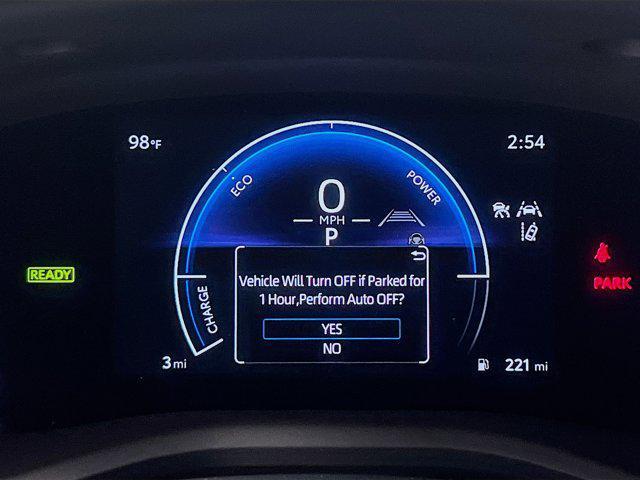 98°F
2:54
ECO
POWER
0
MPH
P
READY
PARK
Vehicle Will Turn OFF if Parked for
1 Hour,Perform Auto OFF?
YES
NO
CHARGE
3 mi
221 mi